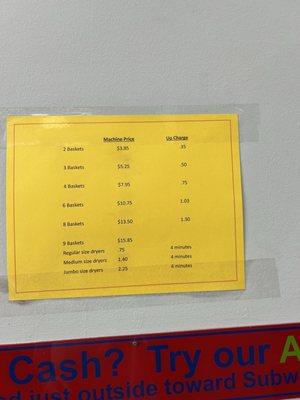 Machine Price Up Charge
2 Baskets $3.95 .35
3 Baskets $5.25 .50
4 Baskets $7.95 .75
6 Baskets $10.75 1.03
8 Baskets $13.50 1.30
9 Baskets $15.85
Regular size dryers .75 4 minutes
Medium size dryers 1.40 4 minutes
Jumbo size dryers 2.25 4 minutes
Cash? Try our A
ed just outside toward Subw